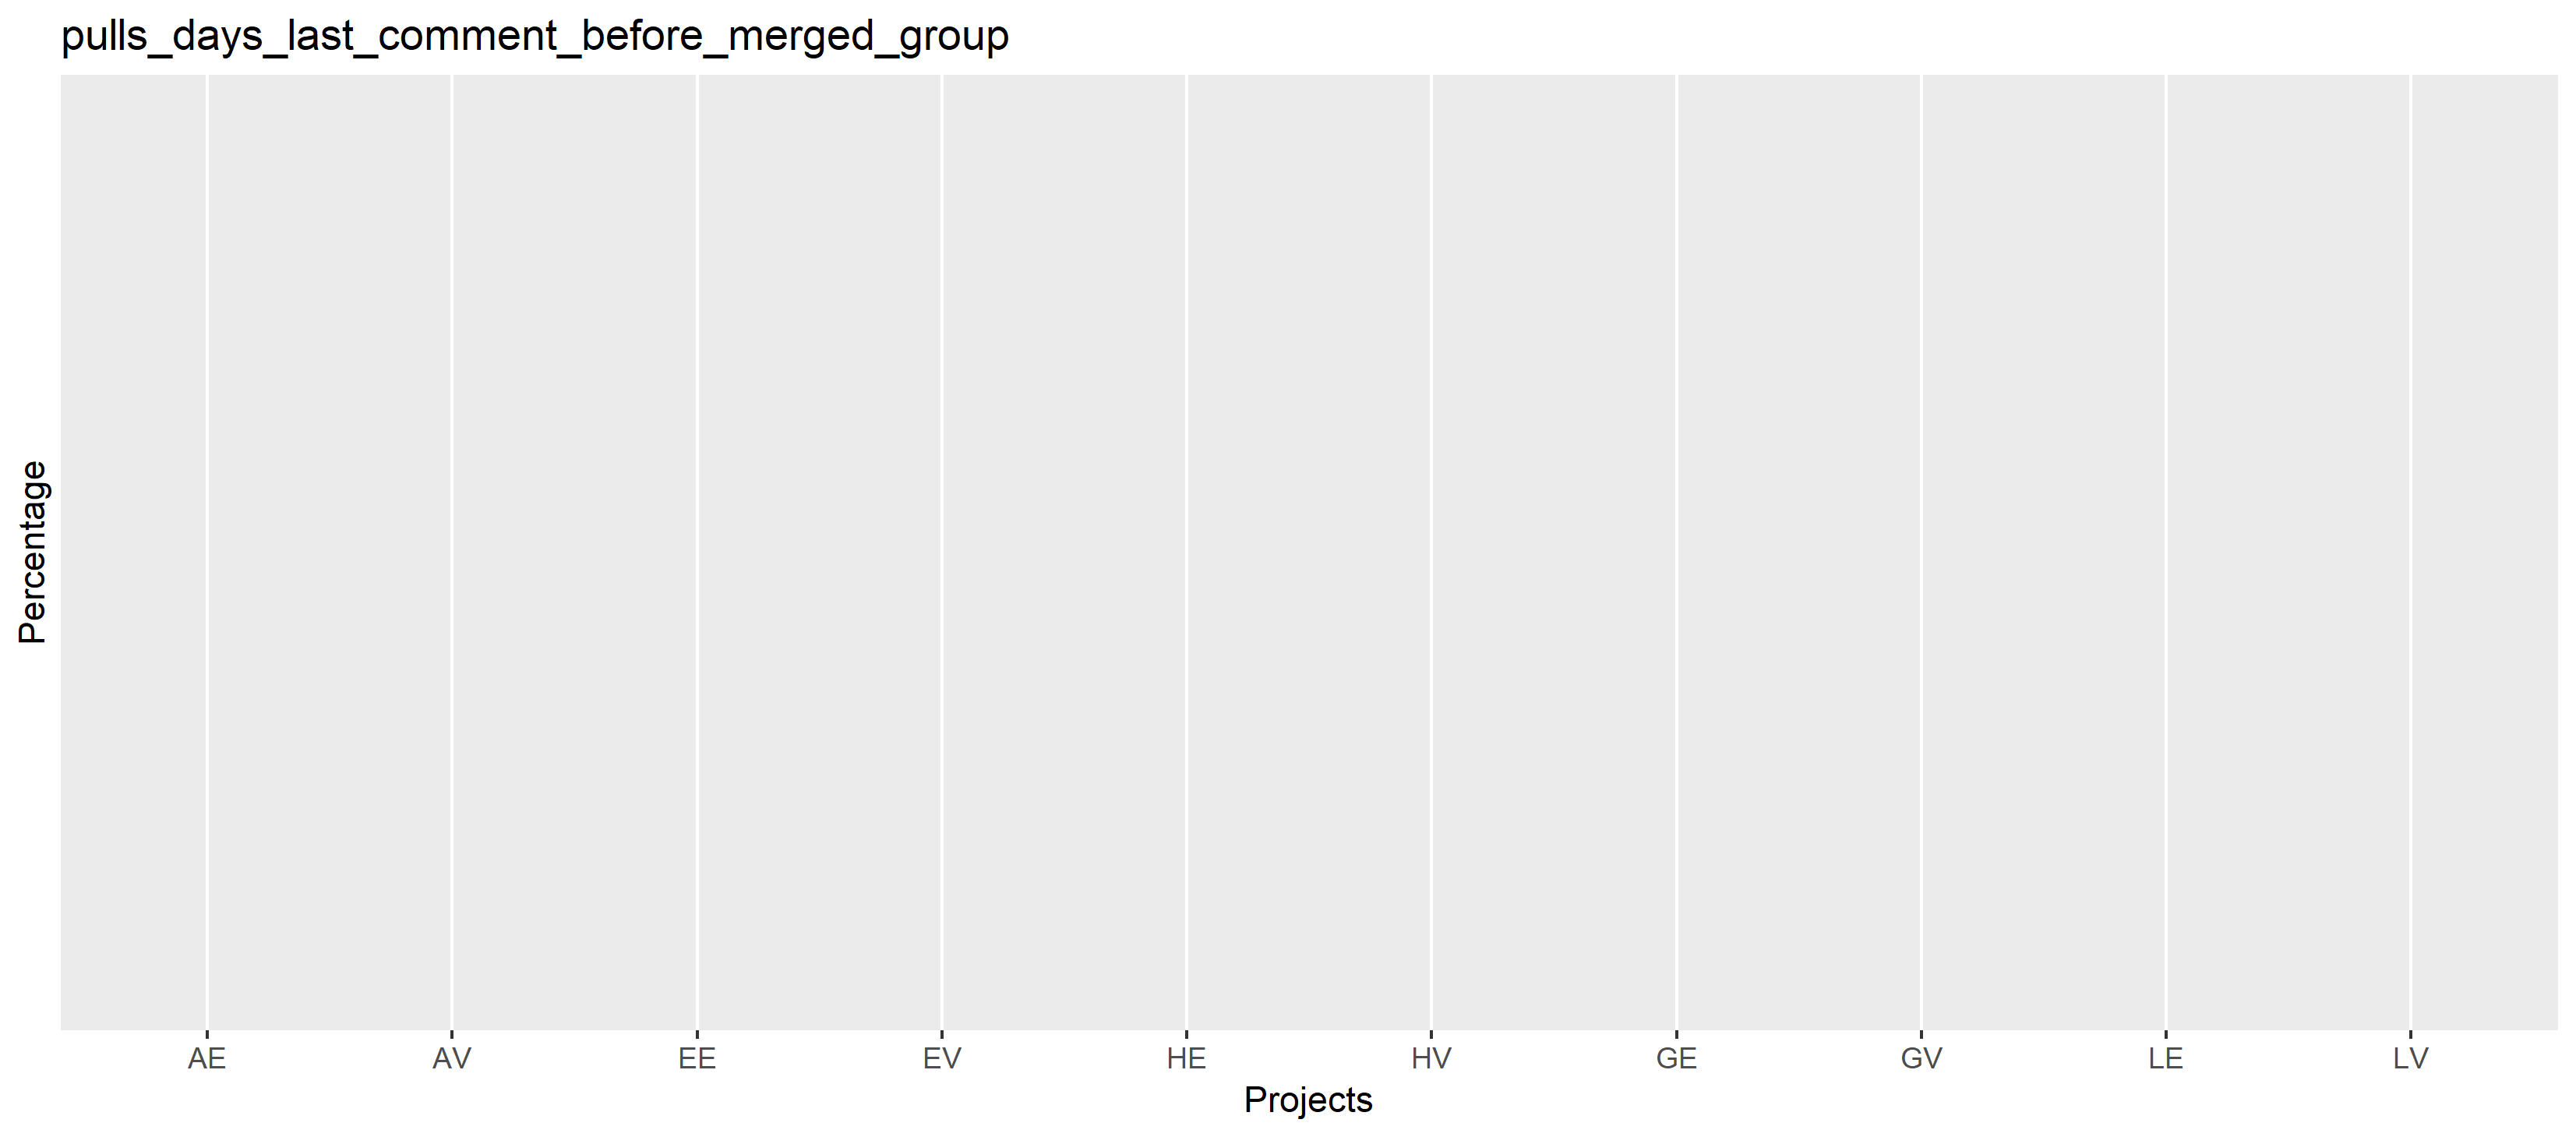 pulls_days_last_comment_before_merged_group
Percentage
AE AV EE EV HE HV GE GV LE LV
Projects